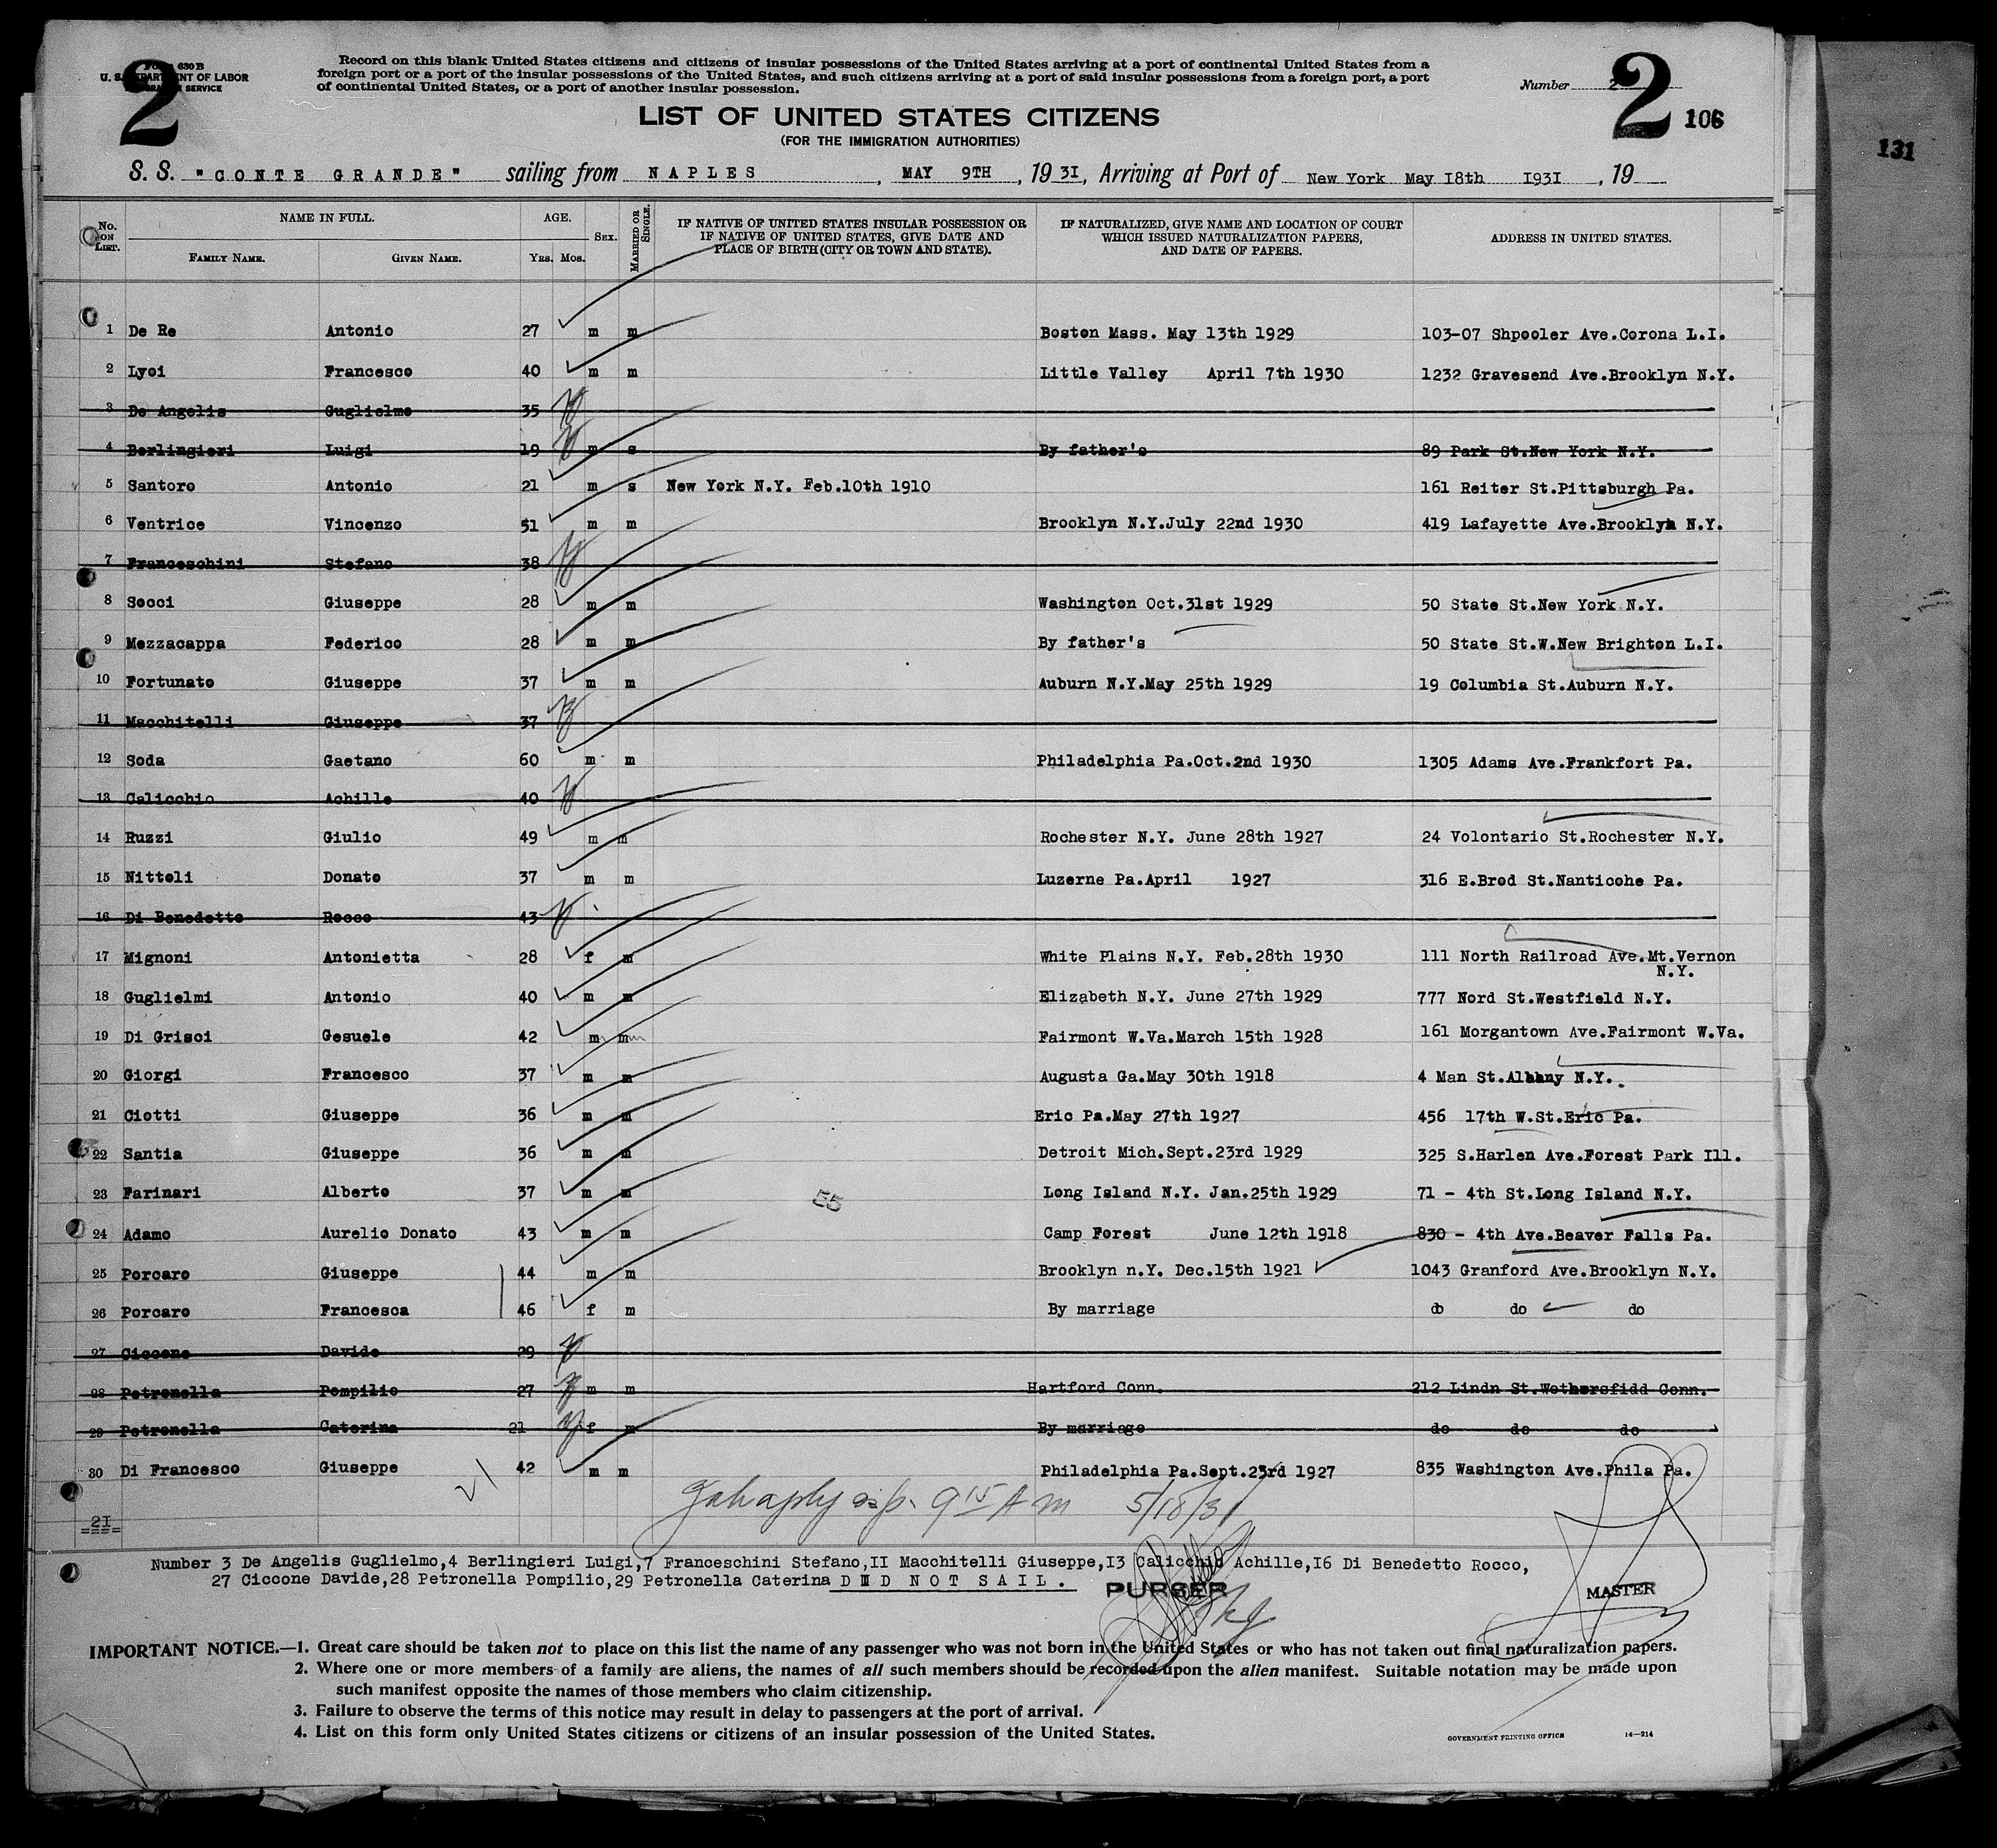 2
FORM 630 B
U. S. DEPARTMENT OF LABOR
IMMIGRATION SERVICE
Record on this blank United States citizens and citizens of insular possessions of the United States arriving at a port of continental United States from a
foreign port or a port of the insular possessions of the United States, and such citizens arriving at a port of said insular possessions from a foreign port, a port
of continental United States, or a port of another insular possession.
Number 2
2
106
131
LIST OF UNITED STATES CITIZENS
(FOR THE IMMIGRATION AUTHORITIES)
S. S. "CONTE GRANDE" sailing from NAPLES, MAY 9TH, 1931, Arriving at Port of New York May I8th I93I, 19
No. ON LIST. NAME IN FULL. AGE. SEX. MARRIED OR SINGLE. IF NATIVE OF UNITED STATES INSULAR POSSESSION OR IF NATIVE OF UNITED STATES, GIVE DATE AND PLACE OF BIRTH (CITY OR TOWN AND STATE). IF NATURALIZED, GIVE NAME AND LOCATION OF COURT WHICH ISSUED NATURALIZATION PAPERS, AND DATE OF PAPERS. ADDRESS IN UNITED STATES.
FAMILY NAME. GIVEN NAME. YRS. MOS.
1 De Re Antonio 27 m m Boston Mass. May 13th 1929 103-07 Shpooler Ave.Corona L.I.
2 Lyoi Francesco 40 m m Little Valley April 7th 1930 1232 Gravesend Ave.Brooklyn N.Y.
3 De Angelis Guglielmo 35
4 Berlingieri Luigi 19 m s By father's 89 Park St.New York N.Y.
5 Santoro Antonio 21 m s New York N.Y. Feb.10th 1910 161 Reiter St.Pittsburgh Pa.
6 Ventrice Vincenzo 51 m m Brooklyn N.Y.July 22nd 1930 419 Lafayette Ave.Brooklyn N.Y.
7 Franceschini Stefano 38
8 Socci Giuseppe 28 m m Washington Oct.31st 1929 50 State St.New York N.Y.
9 Mezzacappa Federico 28 m m By father's 50 State St.W.New Brighton L.I.
10 Fortunato Giuseppe 37 m m Auburn N.Y.May 25th 1929 19 Columbia St.Auburn N.Y.
11 Macchitelli Giuseppe 37
12 Soda Gaetano 60 m m Philadelphia Pa.Oct.2nd 1930 1305 Adams Ave.Frankfort Pa.
13 Calicchio Achille 40
14 Ruzzi Giulio 49 m m Rochester N.Y. June 28th 1927 24 Volontario St.Rochester N.Y.
15 Nittoli Donato 37 m m Luzerne Pa.April 1927 316 E.Brod St.Nanticohe Pa.
16 Di Benedetto Rocco 43
17 Mignoni Antonietta 28 f m White Plains N.Y. Feb.28th 1930 111 North Railroad Ave.Mt.Vernon
N.Y.
18 Guglielmi Antonio 40 m m Elizabeth N.Y. June 27th 1929 777 Nord St.Westfield N.Y.
19 Di Grisci Gesuele 42 m m Fairmont W.Va.March 15th 1928 161 Morgantown Ave.Fairmont W.Va.
20 Giorgi Francesco 37 m m Augusta Ga.May 30th 1918 4 Man St.Albany N.Y.
21 Ciotti Giuseppe 36 m m Eric Pa.May 27th 1927 456 17th W.St.Eric Pa.
22 Santia Giuseppe 36 m m Detroit Mich.Sept.23rd 1929 325 S.Harlen Ave.Forest Park Ill.
23 Farinari Alberto 37 m m Long Island N.Y. Jan.25th 1929 71 - 4th St.Long Island N.Y.
24 Adamo Aurelio Donato 43 m m Camp Forest June 12th 1918 830 - 4th Ave.Beaver Falls Pa.
25 Porcaro Giuseppe 44 m m Brooklyn n.Y. Dec.15th 1921 1043 Granford Ave.Brooklyn N.Y.
26 Porcaro Francesca 46 f m By marriage do do do
27 Ciccone Davide 29
28 Petronella Pompilio 27 m m Hartford Conn. 212 Lindn St.Wethersfidd Conn.
29 Petronella Caterina 21 f m By marriage do do do
30 Di Francesco Giuseppe 42 m m Philadelphia Pa.Sept.23rd 1927 835 Washington Ave.Phila Pa.
9 15 A M 5/18/31
2I
Number 3 De Angelis Guglielmo,4 Berlingieri Luigi,7 Franceschini Stefano,II Macchitelli Giuseppe,I3 Calicchio Achille,I6 Di Benedetto Rocco,
27 Ciccone Davide,28 Petronella Pompilio,29 Petronella Caterina DID NOT SAIL.
PURSER
MASTER
IMPORTANT NOTICE.—1. Great care should be taken not to place on this list the name of any passenger who was not born in the United States or who has not taken out final naturalization papers.
2. Where one or more members of a family are aliens, the names of all such members should be recorded upon the alien manifest. Suitable notation may be made upon
such manifest opposite the names of those members who claim citizenship.
3. Failure to observe the terms of this notice may result in delay to passengers at the port of arrival.
4. List on this form only United States citizens or citizens of an insular possession of the United States.
GOVERNMENT PRINTING OFFICE 14—214